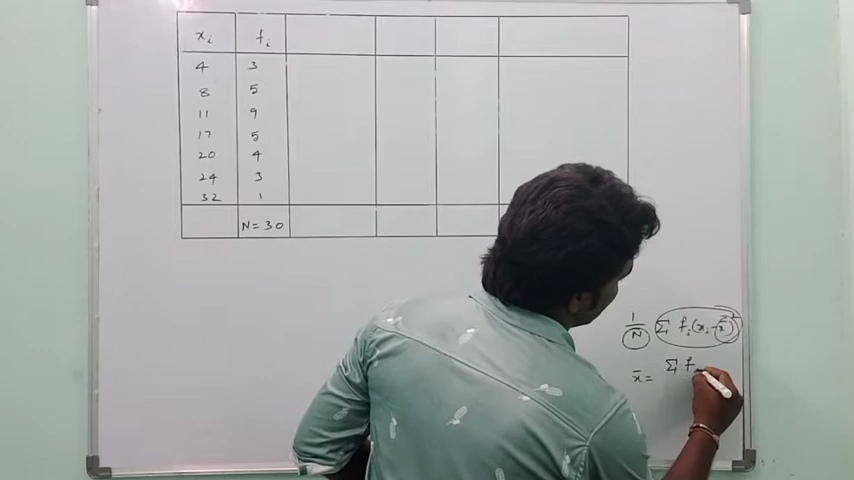 xᵢ fᵢ
4 3
8 5
11 9
17 5
20 4
24 3
32 1
N = 30
1/N Σ fᵢ(xᵢ - x̄)²
x̄ = Σ f